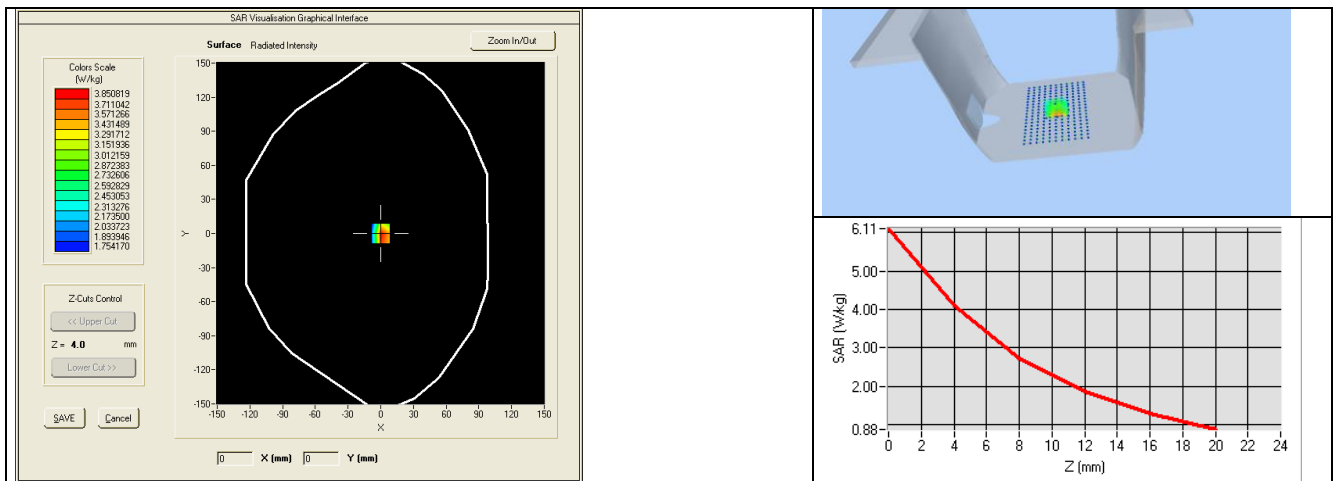 SAR Visualisation Graphical Interface
Surface Radiated Intensity
Zoom In/Out
Colors Scale
(W/kg)
3.850819
3.711042
3.571266
3.431489
3.291712
3.151936
3.012159
2.872383
2.732606
2.592829
2.453053
2.313276
2.173500
2.033723
1.893946
1.754170
Z-Cuts Control
<< Upper Cut
Z = 4.0 mm
Lower Cut >>
SAVE Cancel
150
120
90
60
30
0
-30
-60
-90
-120
-150
Y
-150 -120 -90 -60 -30 0 30 60 90 120 150
X
0 X (mm) 0 Y (mm)
6.11
5.00
4.00
3.00
2.00
0.88
SAR (W/kg)
0 2 4 6 8 10 12 14 16 18 20 22 24
Z (mm)